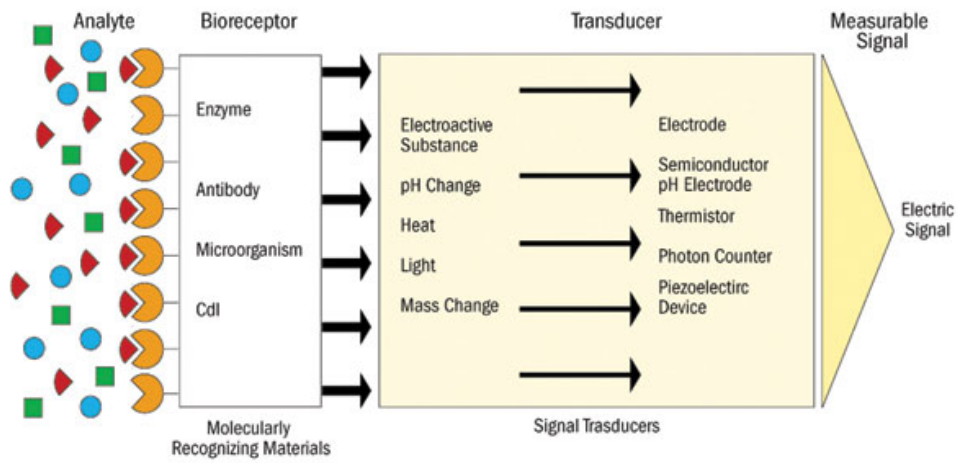 Analyte
Bioreceptor
Transducer
Measurable
Signal
Enzyme
Antibody
Microorganism
Cdl
Electroactive
Substance
pH Change
Heat
Light
Mass Change
Electrode
Semiconductor
pH Electrode
Thermistor
Photon Counter
Piezoelectirc
Device
Electric
Signal
Molecularly
Recognizing Materials
Signal Trasducers